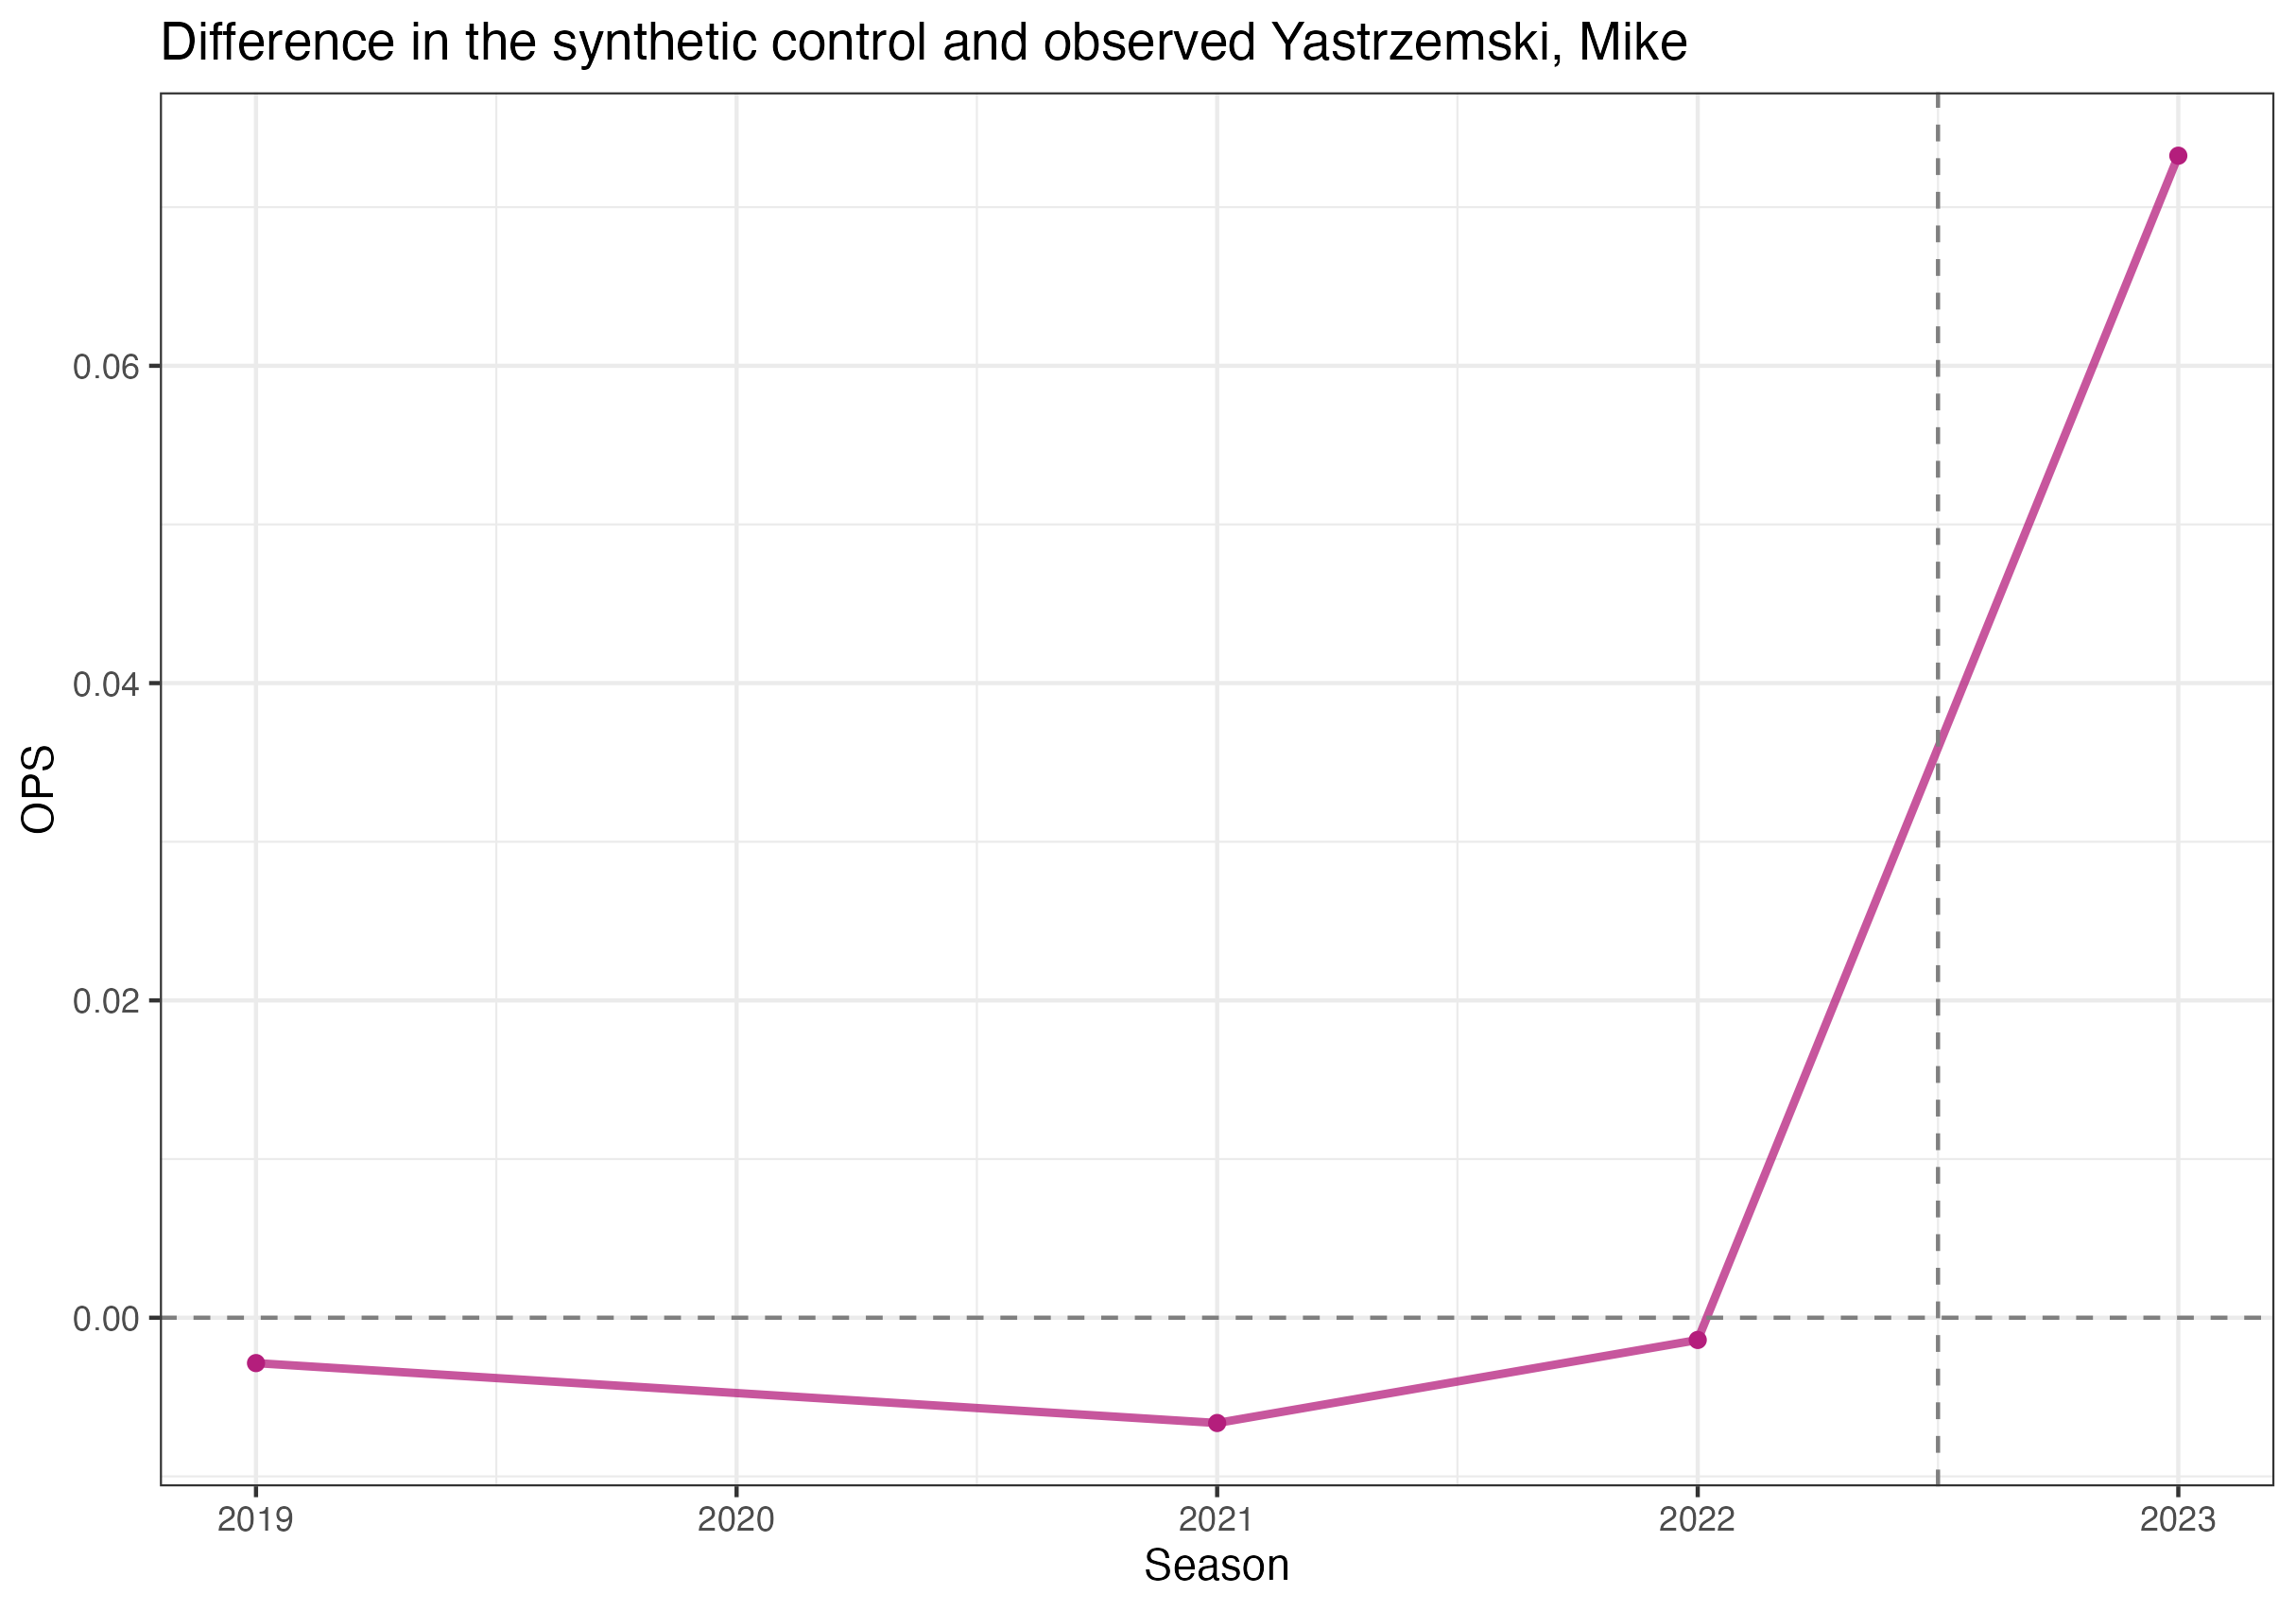 Difference in the synthetic control and observed Yastrzemski, Mike
OPS
0.06
0.04
0.02
0.00
2019 2020 2021 2022 2023
Season